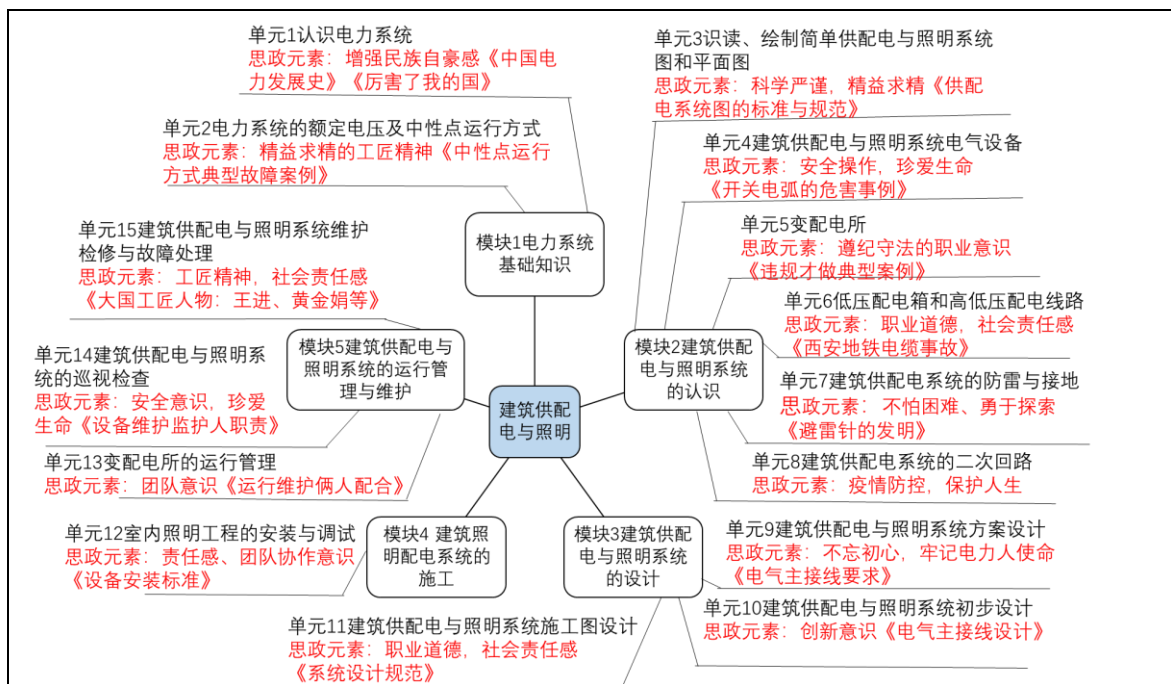 单元1认识电力系统
思政元素：增强民族自豪感《中国电
力发展史》《厉害了我的国》
单元2电力系统的额定电压及中性点运行方式
思政元素：精益求精的工匠精神《中性点运行
方式典型故障案例》
模块1电力系统
基础知识
单元3识读、绘制简单供配电与照明系统
图和平面图
思政元素：科学严谨，精益求精《供配
电系统图的标准与规范》
单元4建筑供配电与照明系统电气设备
思政元素：安全操作，珍爱生命
《开关电弧的危害事例》
单元5变配电所
思政元素：遵纪守法的职业意识
《违规才做典型案例》
单元6低压配电箱和高低压配电线路
思政元素：职业道德，社会责任感
《西安地铁电缆事故》
单元7建筑供配电系统的防雷与接地
思政元素：不怕困难、勇于探索
《避雷针的发明》
单元8建筑供配电系统的二次回路
思政元素：疫情防控，保护人生
模块2建筑供配
电与照明系统
的认识
单元15建筑供配电与照明系统维护
检修与故障处理
思政元素：工匠精神，社会责任感
《大国工匠人物：王进、黄金娟等》
单元14建筑供配电与照明系
统的巡视检查
思政元素：安全意识，珍爱
生命《设备维护监护人职责》
单元13变配电所的运行管理
思政元素：团队意识《运行维护俩人配合》
模块5建筑供配电与
照明系统的运行管
理与维护
建筑供配
电与照明
单元12室内照明工程的安装与调试
思政元素：责任感、团队协作意识
《设备安装标准》
模块4 建筑照
明配电系统的
施工
模块3建筑供配
电与照明系统
的设计
单元9建筑供配电与照明系统方案设计
思政元素：不忘初心，牢记电力人使命
《电气主接线要求》
单元10建筑供配电与照明系统初步设计
思政元素：创新意识《电气主接线设计》
单元11建筑供配电与照明系统施工图设计
思政元素：职业道德，社会责任感
《系统设计规范》